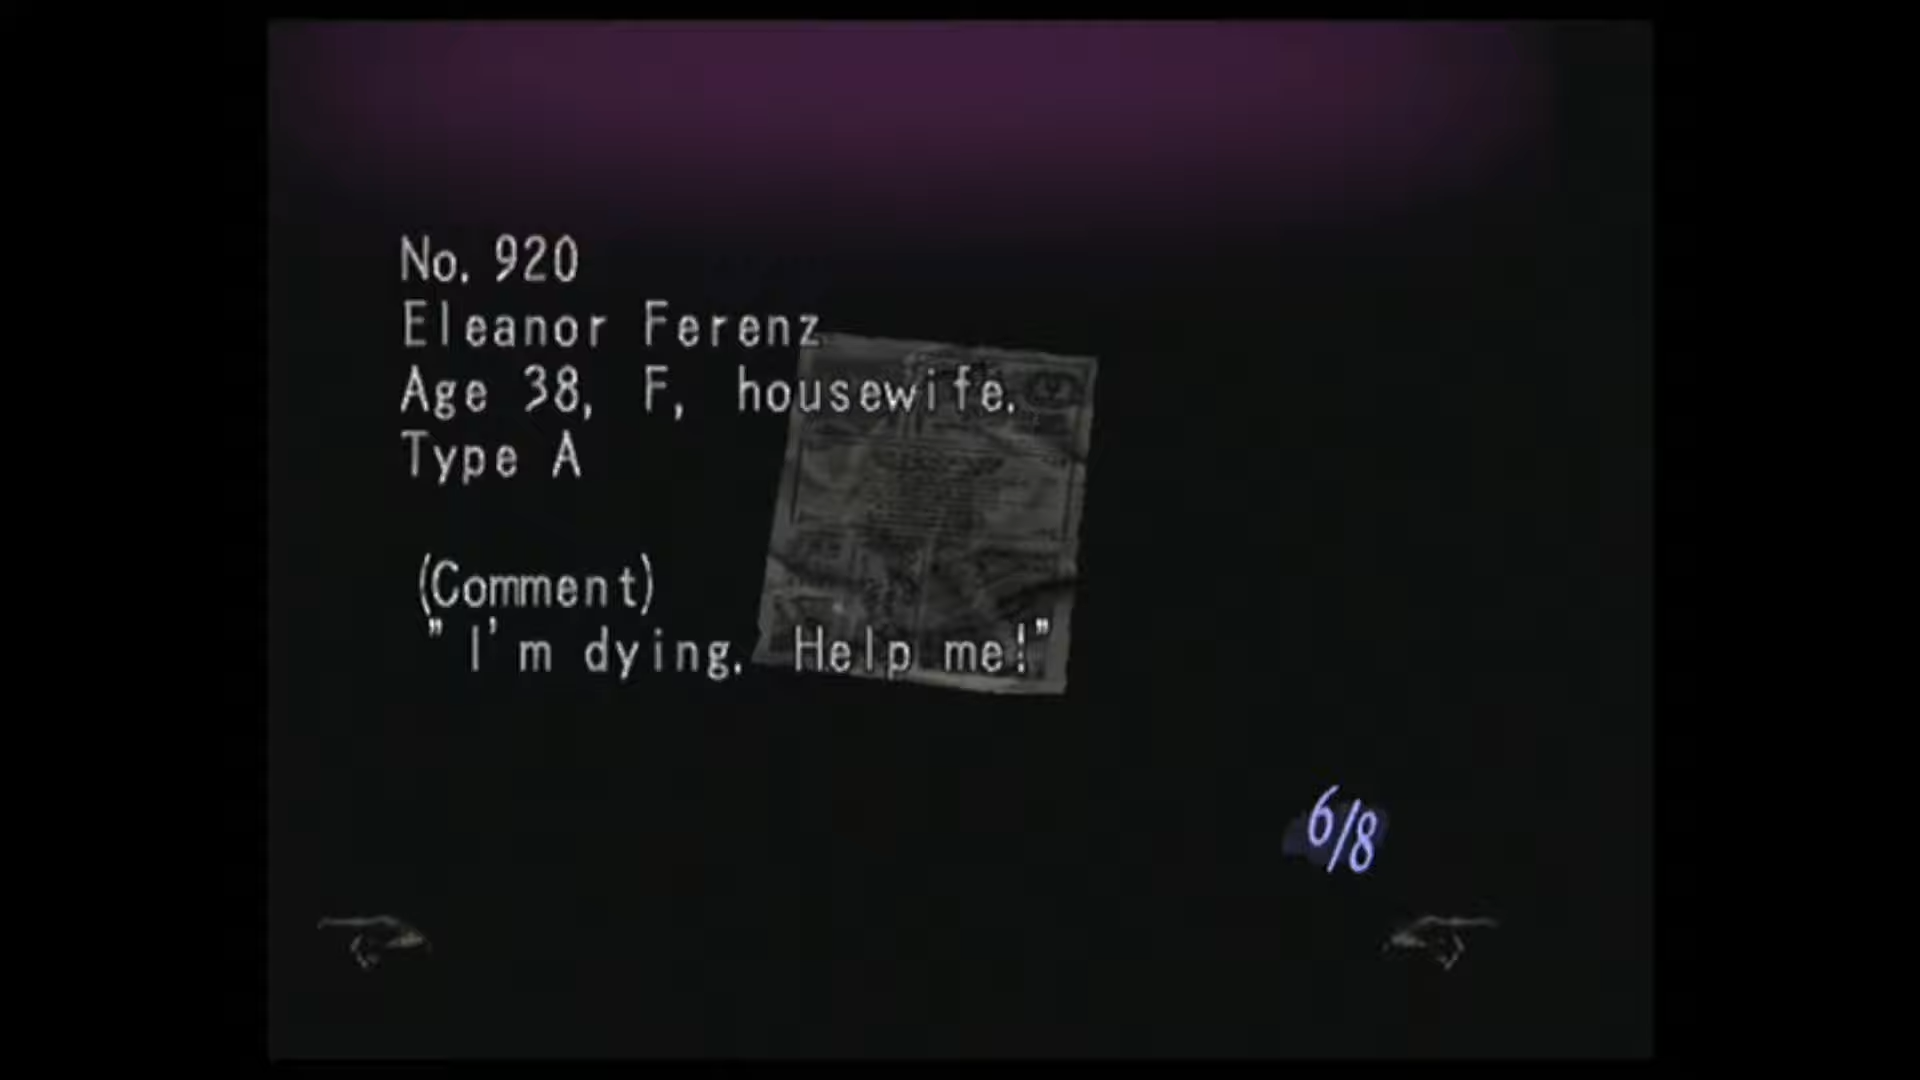 No. 920
Eleanor Ferenz
Age 38, F, housewife.
Type A
(Comment)
"I'm dying. Help me!"
6/8